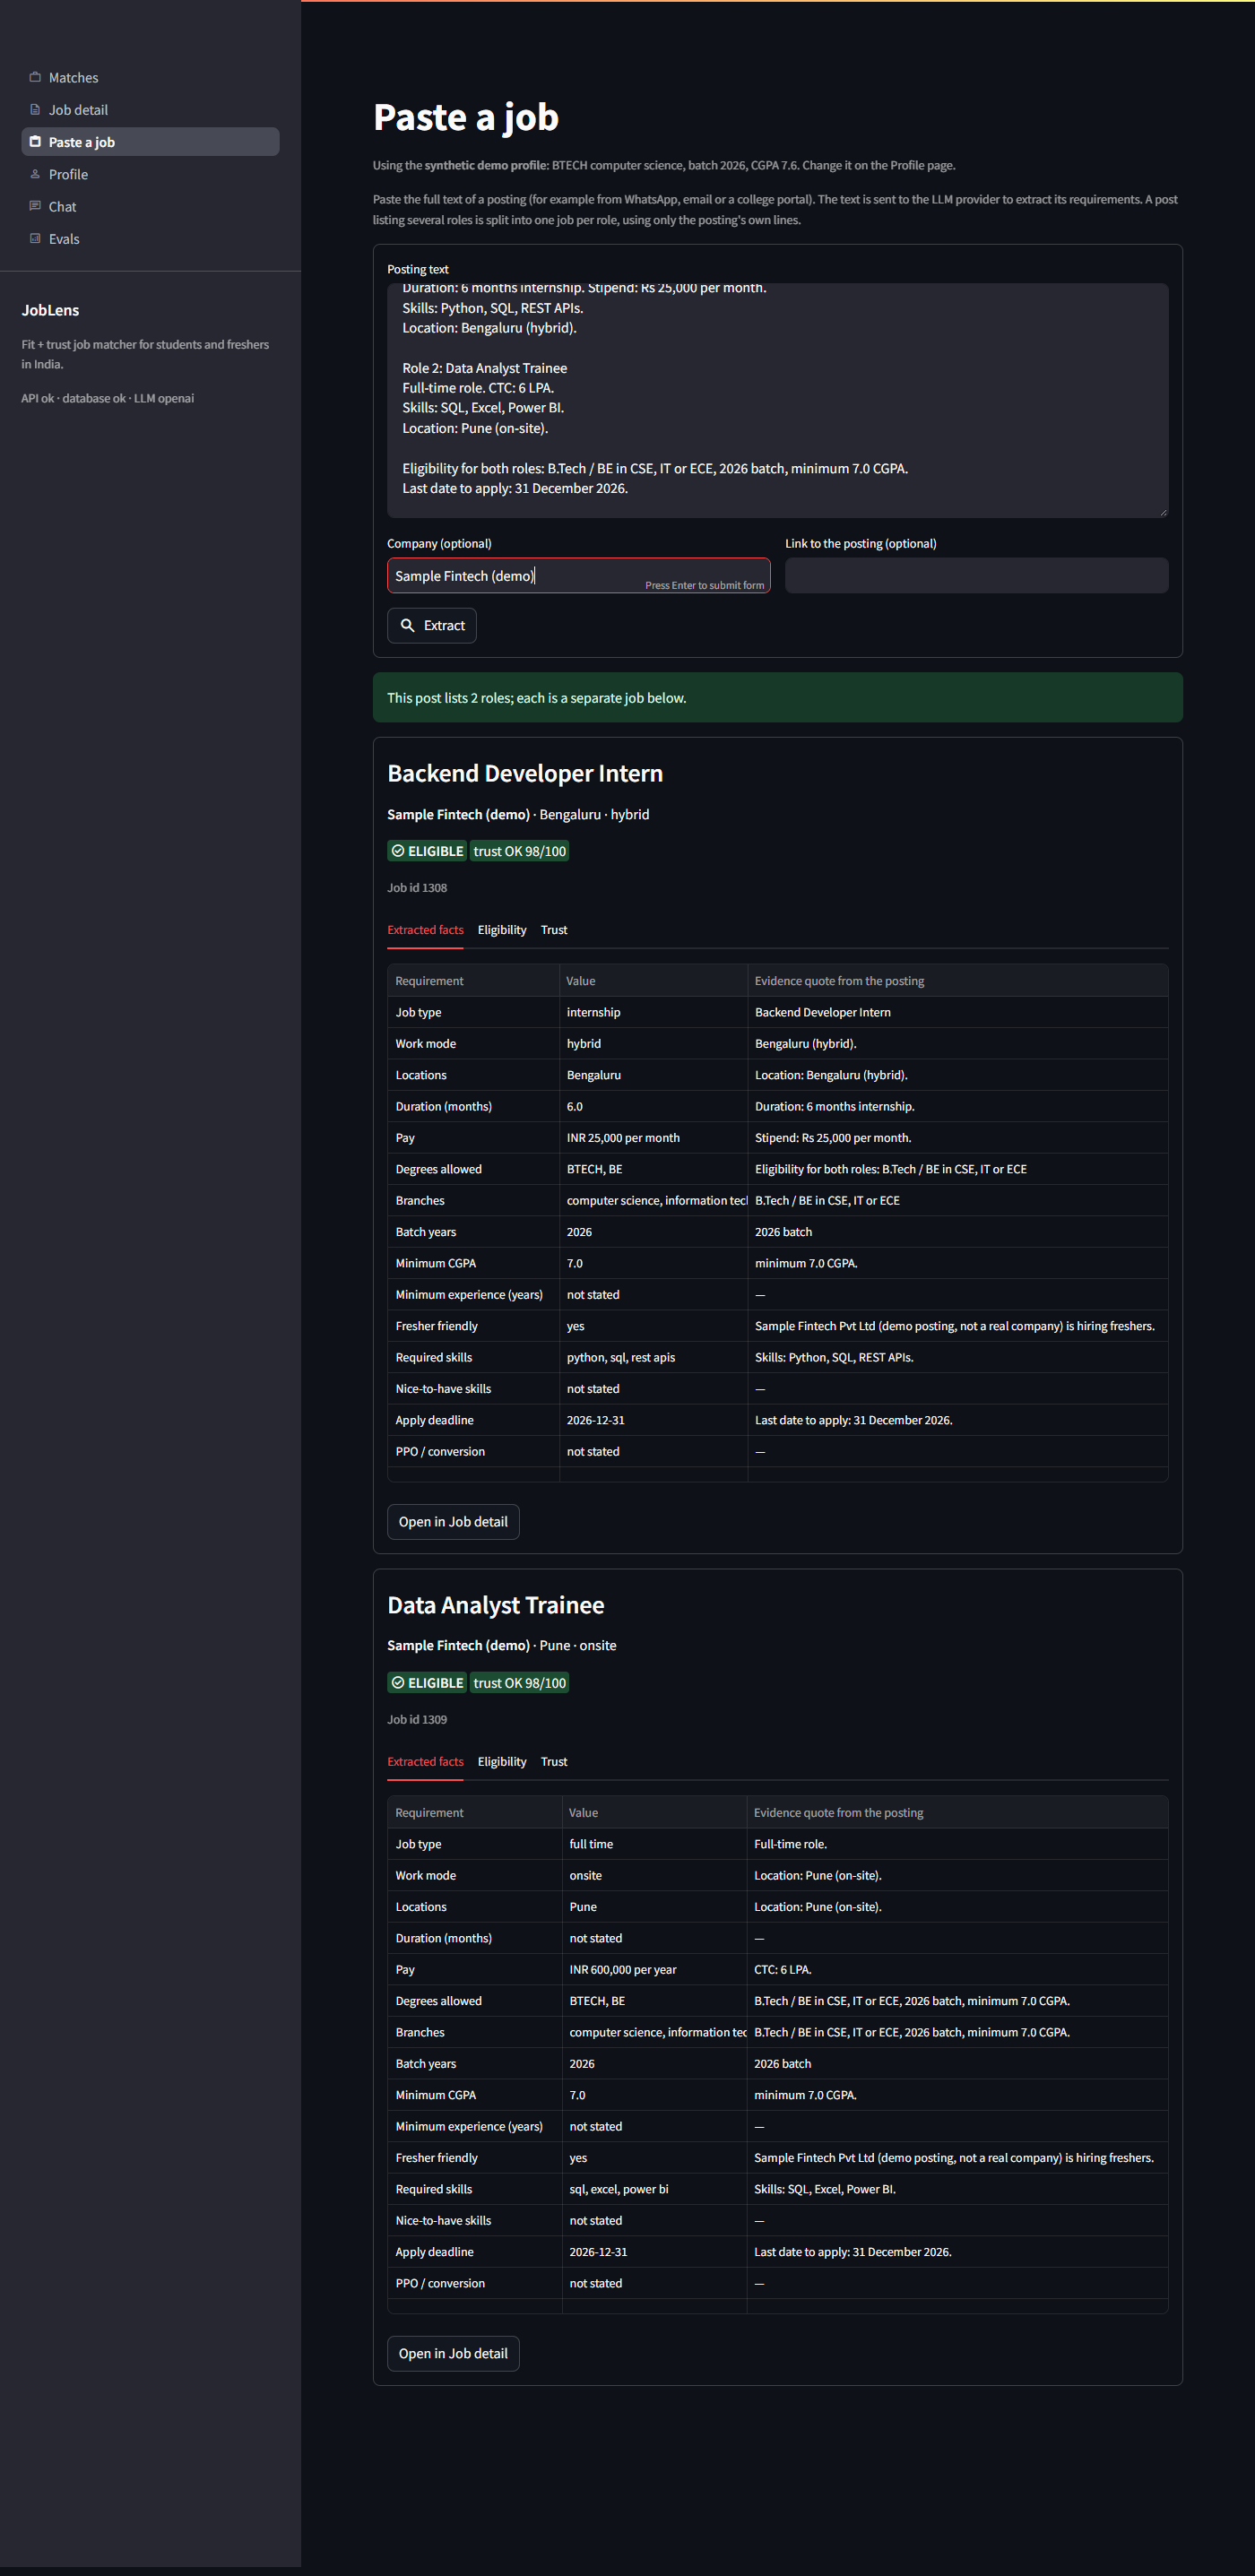 Matches
Job detail
Paste a job
Profile
Chat
Evals
JobLens
Fit + trust job matcher for students and freshers
in India.
API ok · database ok · LLM openai
Paste a job
Using the synthetic demo profile: BTECH computer science, batch 2026, CGPA 7.6. Change it on the Profile page.
Paste the full text of a posting (for example from WhatsApp, email or a college portal). The text is sent to the LLM provider to extract its requirements. A post
listing several roles is split into one job per role, using only the posting's own lines.
Posting text
Duration: 6 months internship. Stipend: Rs 25,000 per month.
Skills: Python, SQL, REST APIs.
Location: Bengaluru (hybrid).
Role 2: Data Analyst Trainee
Full-time role. CTC: 6 LPA.
Skills: SQL, Excel, Power BI.
Location: Pune (on-site).
Eligibility for both roles: B.Tech / BE in CSE, IT or ECE, 2026 batch, minimum 7.0 CGPA.
Last date to apply: 31 December 2026.
Company (optional) Link to the posting (optional)
Sample Fintech (demo) Press Enter to submit form
Extract
This post lists 2 roles; each is a separate job below.
Backend Developer Intern
Sample Fintech (demo) · Bengaluru · hybrid
ELIGIBLE trust OK 98/100
Job id 1308
Extracted facts Eligibility Trust
Requirement Value Evidence quote from the posting
Job type internship Backend Developer Intern
Work mode hybrid Bengaluru (hybrid).
Locations Bengaluru Location: Bengaluru (hybrid).
Duration (months) 6.0 Duration: 6 months internship.
Pay INR 25,000 per month Stipend: Rs 25,000 per month.
Degrees allowed BTECH, BE Eligibility for both roles: B.Tech / BE in CSE, IT or ECE
Branches computer science, information tecl B.Tech / BE in CSE, IT or ECE
Batch years 2026 2026 batch
Minimum CGPA 7.0 minimum 7.0 CGPA.
Minimum experience (years) not stated —
Fresher friendly yes Sample Fintech Pvt Ltd (demo posting, not a real company) is hiring freshers.
Required skills python, sql, rest apis Skills: Python, SQL, REST APIs.
Nice-to-have skills not stated —
Apply deadline 2026-12-31 Last date to apply: 31 December 2026.
PPO / conversion not stated —
Open in Job detail
Data Analyst Trainee
Sample Fintech (demo) · Pune · onsite
ELIGIBLE trust OK 98/100
Job id 1309
Extracted facts Eligibility Trust
Requirement Value Evidence quote from the posting
Job type full time Full-time role.
Work mode onsite Location: Pune (on-site).
Locations Pune Location: Pune (on-site).
Duration (months) not stated —
Pay INR 600,000 per year CTC: 6 LPA.
Degrees allowed BTECH, BE B.Tech / BE in CSE, IT or ECE, 2026 batch, minimum 7.0 CGPA.
Branches computer science, information tec B.Tech / BE in CSE, IT or ECE, 2026 batch, minimum 7.0 CGPA.
Batch years 2026 2026 batch
Minimum CGPA 7.0 minimum 7.0 CGPA.
Minimum experience (years) not stated —
Fresher friendly yes Sample Fintech Pvt Ltd (demo posting, not a real company) is hiring freshers.
Required skills sql, excel, power bi Skills: SQL, Excel, Power BI.
Nice-to-have skills not stated —
Apply deadline 2026-12-31 Last date to apply: 31 December 2026.
PPO / conversion not stated —
Open in Job detail